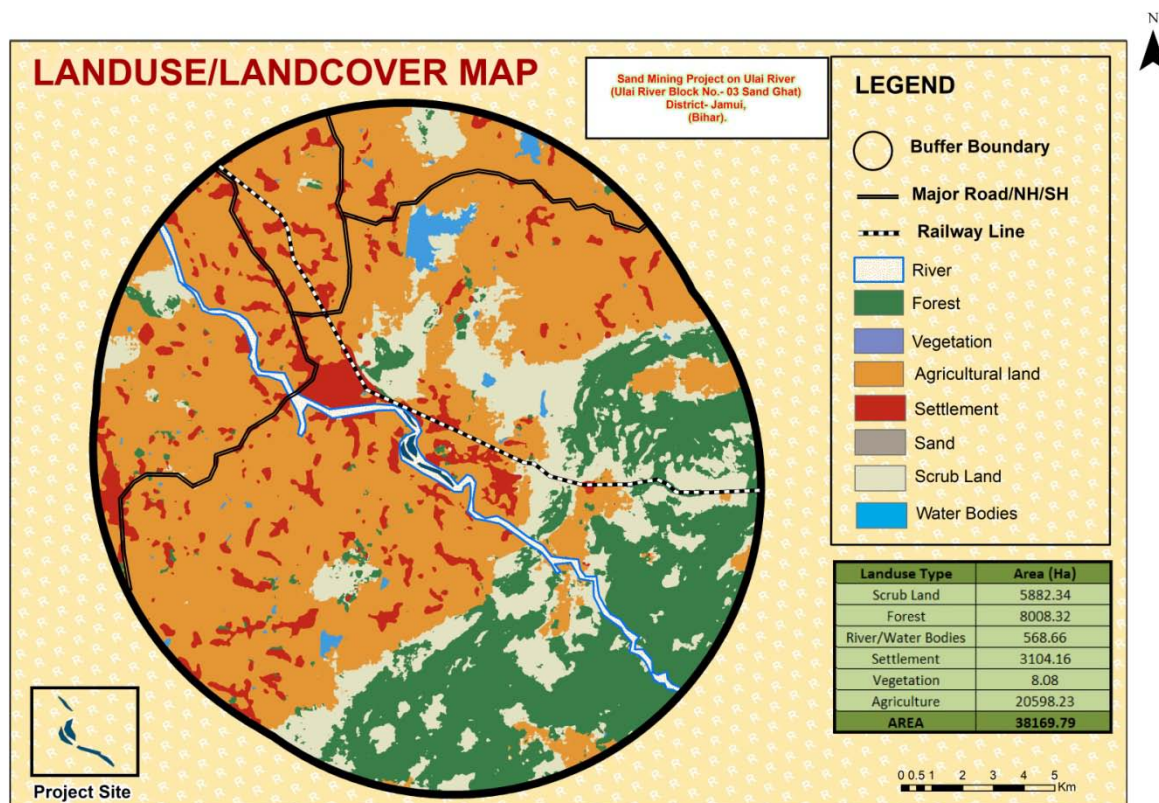 N
LANDUSE/LANDCOVER MAP
Sand Mining Project on Ulai River
(Ulai River Block No.- 03 Sand Ghat)
District- Jamui,
(Bihar).
LEGEND
Buffer Boundary
Major Road/NH/SH
Railway Line
River
Forest
Vegetation
Agricultural land
Settlement
Sand
Scrub Land
Water Bodies
Landuse Type Area (Ha)
Scrub Land 5882.34
Forest 8008.32
River/Water Bodies 568.66
Settlement 3104.16
Vegetation 8.08
Agriculture 20598.23
AREA 38169.79
Project Site
0 0.5 1 2 3 4 5
Km